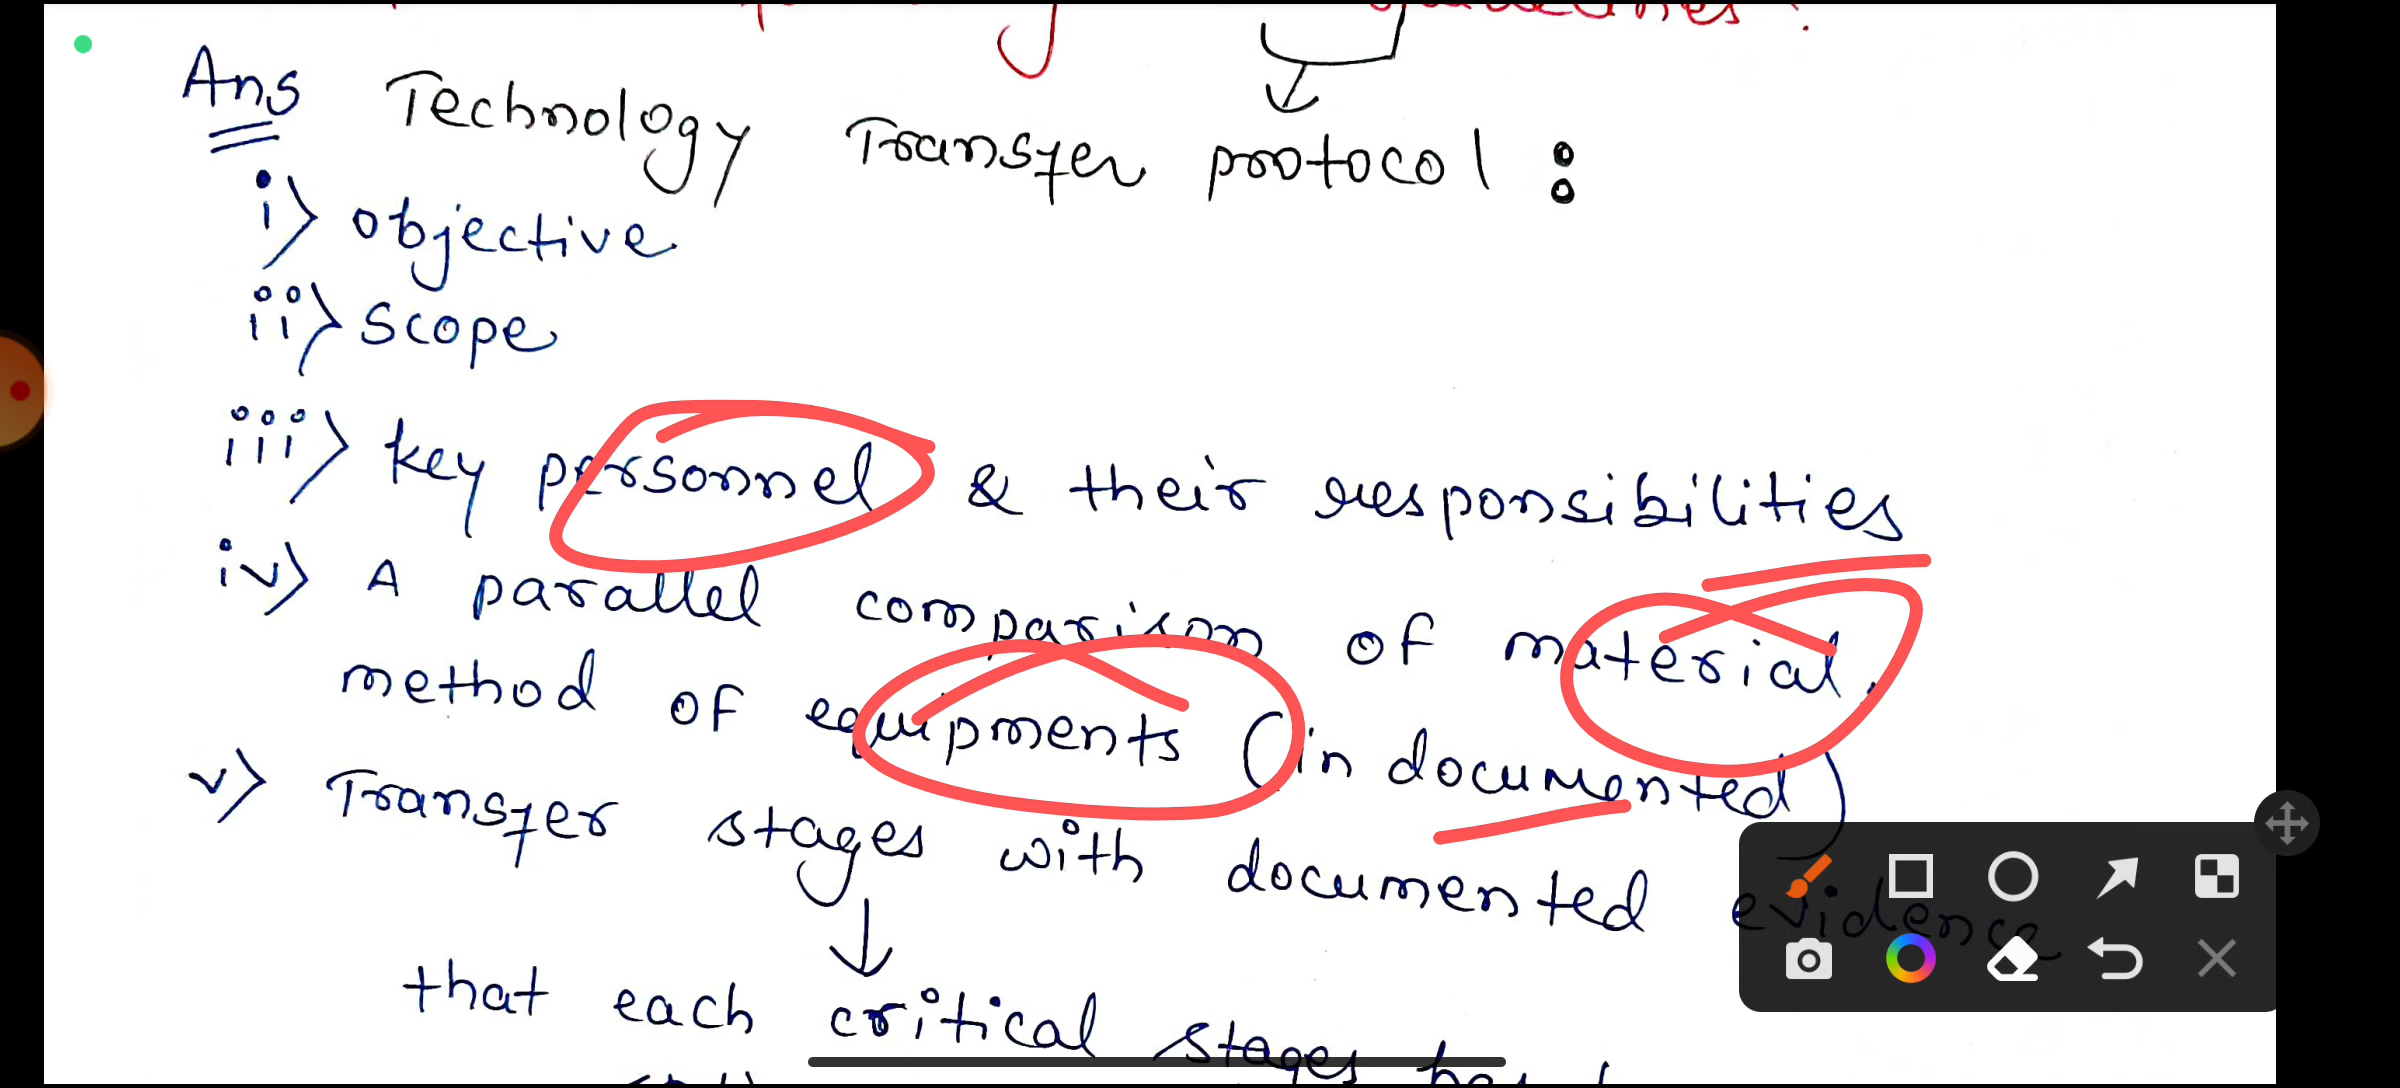 Ans Technology Transfer protocol :
i) objective
ii) scope
iii) key personnel & their responsibilities
iv) A parallel comparison of material,
method of equipments (in documented)
v) Transfer stages with documented evidence
that each critical stages